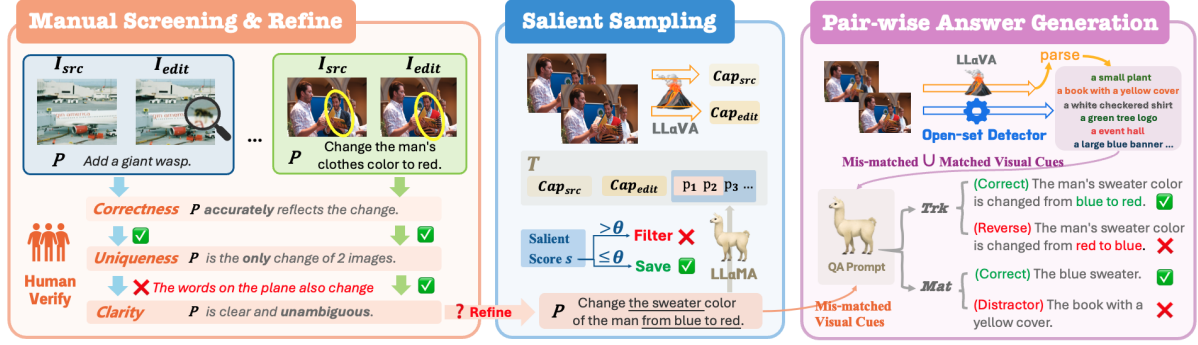 Manual Screening & Refine
I_src
I_edit
P Add a giant wasp.
...
I_src
I_edit
P Change the man's
clothes color to red.
Correctness P accurately reflects the change.
Uniqueness P is the only change of 2 images.
The words on the plane also change
Clarity P is clear and unambiguous.
Human
Verify
? Refine
Salient Sampling
LLaVA
Cap_src
Cap_edit
T
Cap_src
Cap_edit
p₁ p₂ p₃ ...
Salient
Score s
>θ Filter
≤θ Save
LLaMA
P Change the sweater color
of the man from blue to red.
Pair-wise Answer Generation
LLaVA
parse
Open-set Detector
a small plant
a book with a yellow cover
a white checkered shirt
a green tree logo
a event hall
a large blue banner ...
Mis-matched ∪ Matched Visual Cues
QA Prompt
Mis-matched
Visual Cues
Trk
(Correct) The man's sweater color
is changed from blue to red.
(Reverse) The man's sweater color
is changed from red to blue.
Mat
(Correct) The blue sweater.
(Distractor) The book with a
yellow cover.